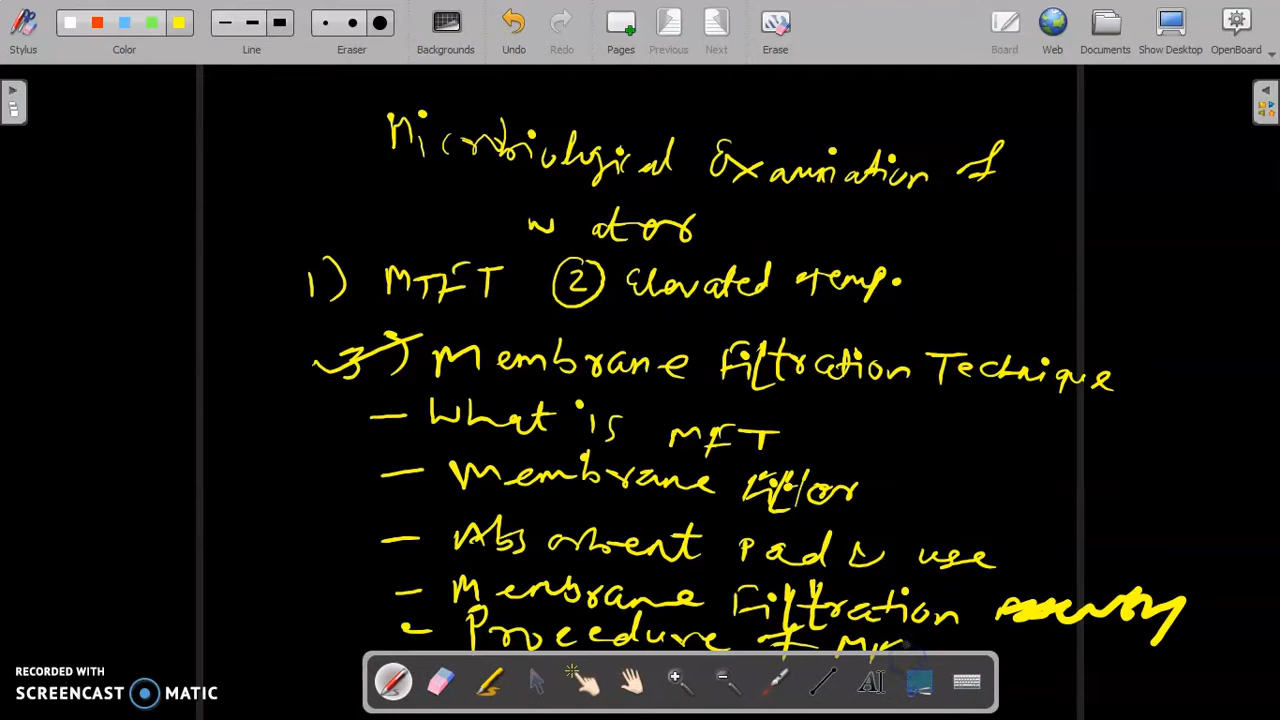 Stylus Color Line Eraser Backgrounds Undo Redo Pages Previous Next Erase Board Web Documents Show Desktop OpenBoard
Microbiological Examination of
water
1) MTFT ② Elevated temp.
3) Membrane Filtration Technique
- What is MFT
- Membrane Filter
- Absorbent Pad & use
- Membrane Filtration
- Procedure of MF
RECORDED WITH
SCREENCAST MATIC